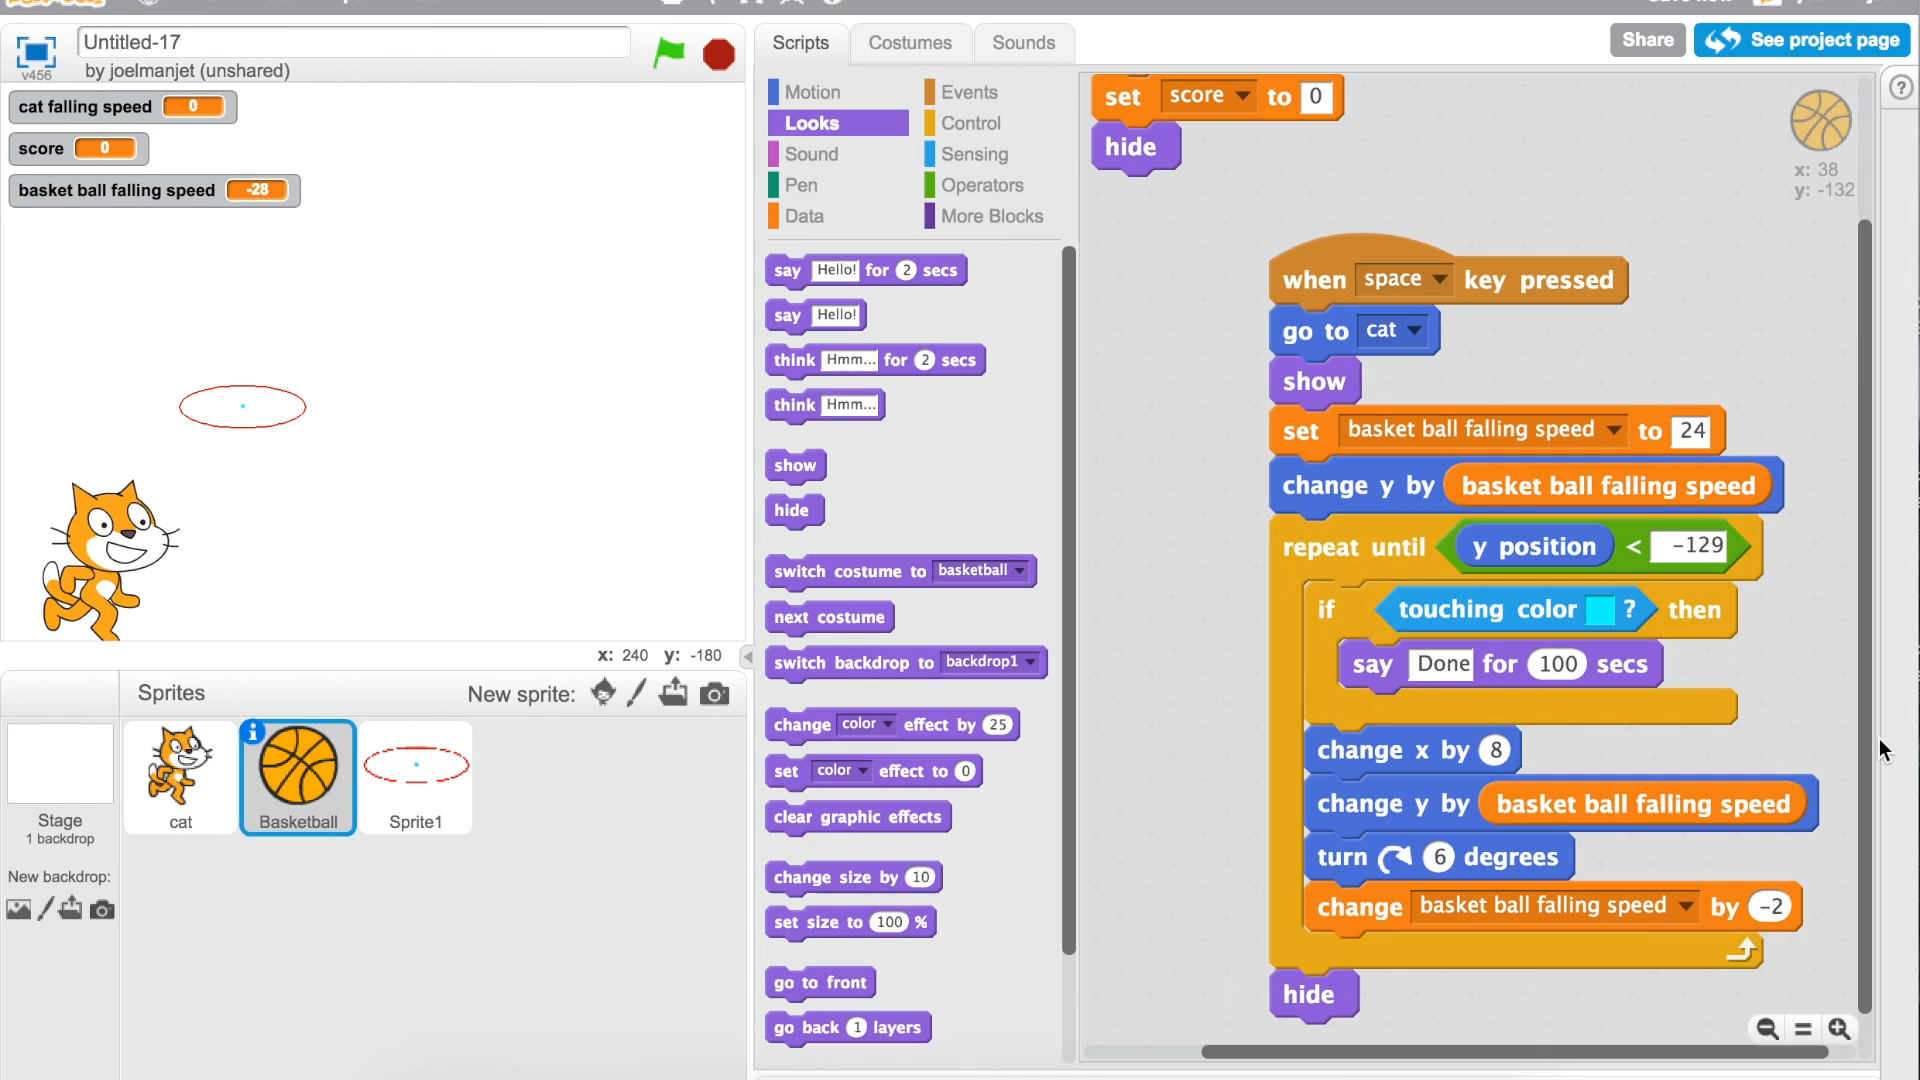 Untitled-17
by joelmanjet (unshared)
v456
cat falling speed 0
score 0
basket ball falling speed -28
x: 240 y: -180
Sprites
New sprite:
Stage
1 backdrop
New backdrop:
cat
i
Basketball
Sprite1
Scripts
Costumes
Sounds
Share
See project page
Motion
Looks
Sound
Pen
Data
Events
Control
Sensing
Operators
More Blocks
say Hello! for 2 secs
say Hello!
think Hmm... for 2 secs
think Hmm...
show
hide
switch costume to basketball
next costume
switch backdrop to backdrop1
change color effect by 25
set color effect to 0
clear graphic effects
change size by 10
set size to 100 %
go to front
go back 1 layers
set score to 0
hide
x: 38
y: -132
?
when space key pressed
go to cat
show
set basket ball falling speed to 24
change y by basket ball falling speed
repeat until y position < -129
if touching color ? then
say Done for 100 secs
change x by 8
change y by basket ball falling speed
turn 6 degrees
change basket ball falling speed by -2
hide